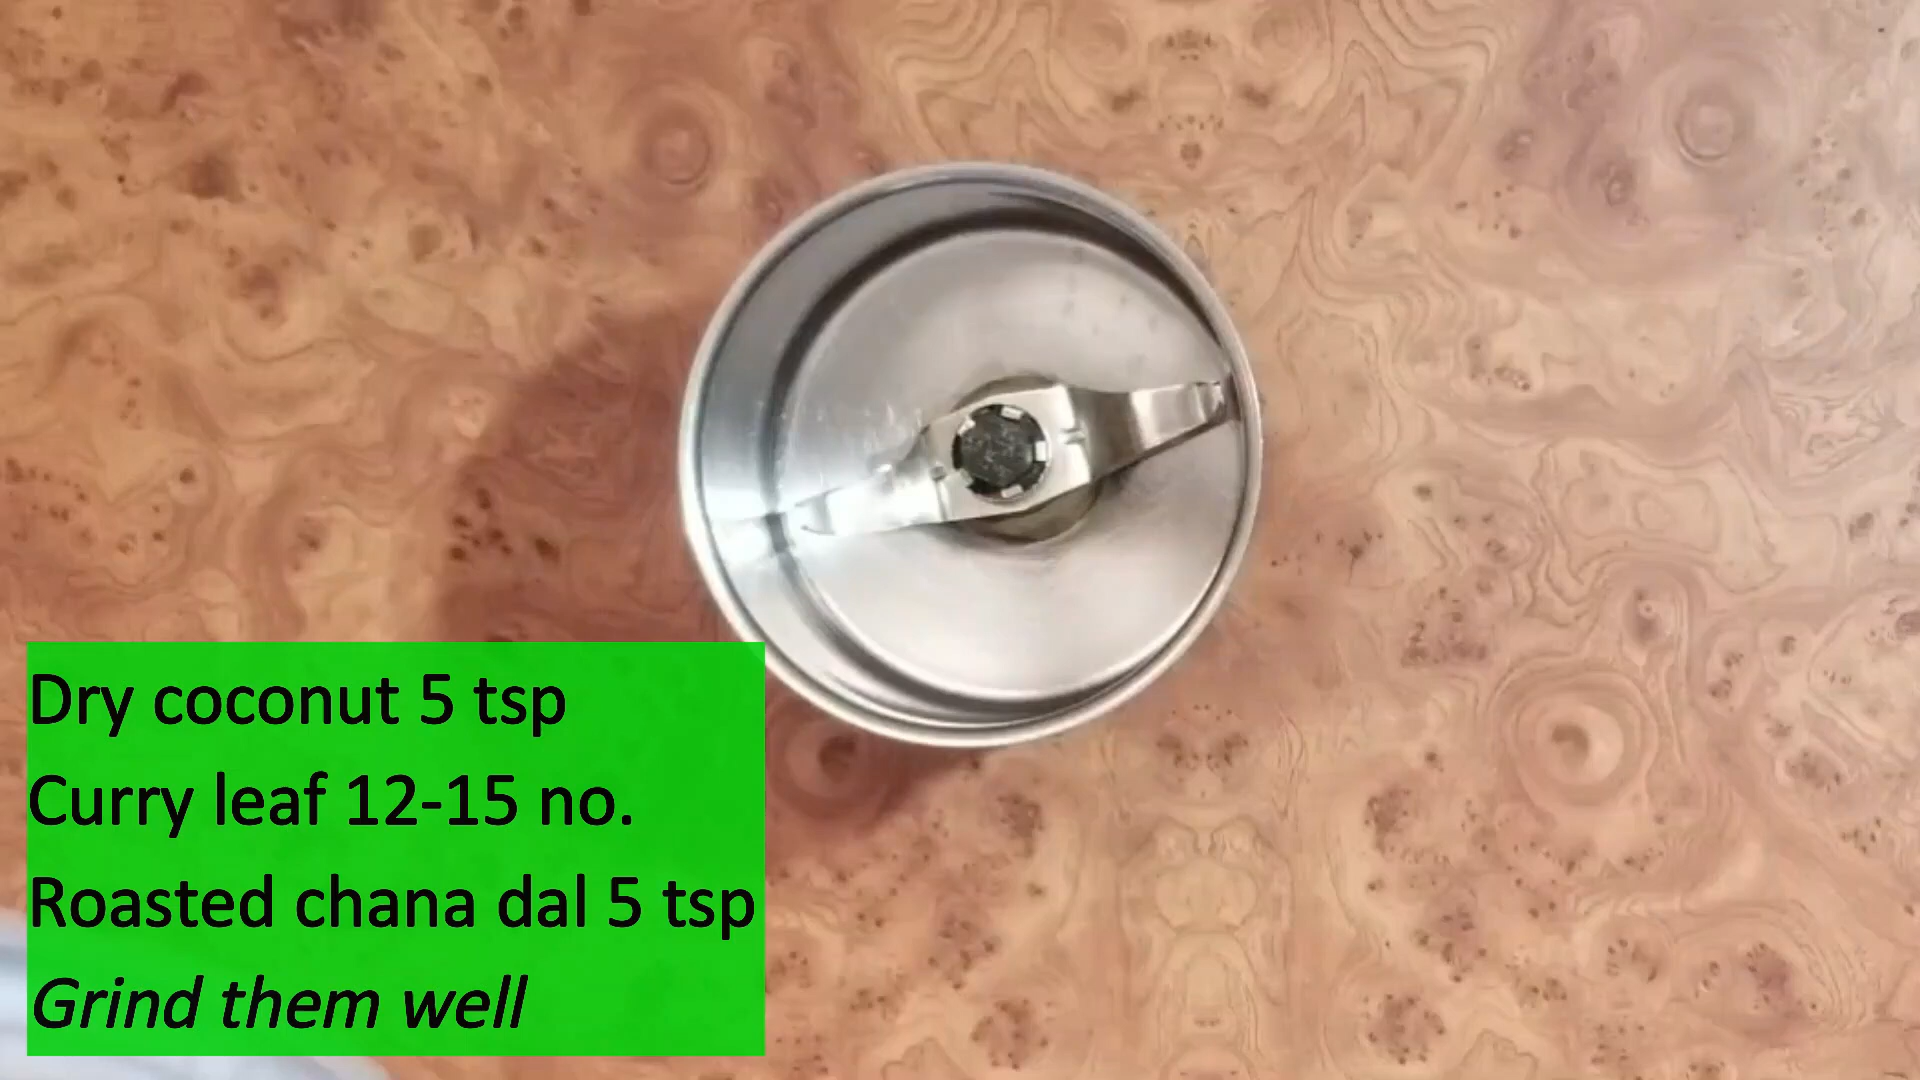 Dry coconut 5 tsp
Curry leaf 12-15 no.
Roasted chana dal 5 tsp
Grind them well